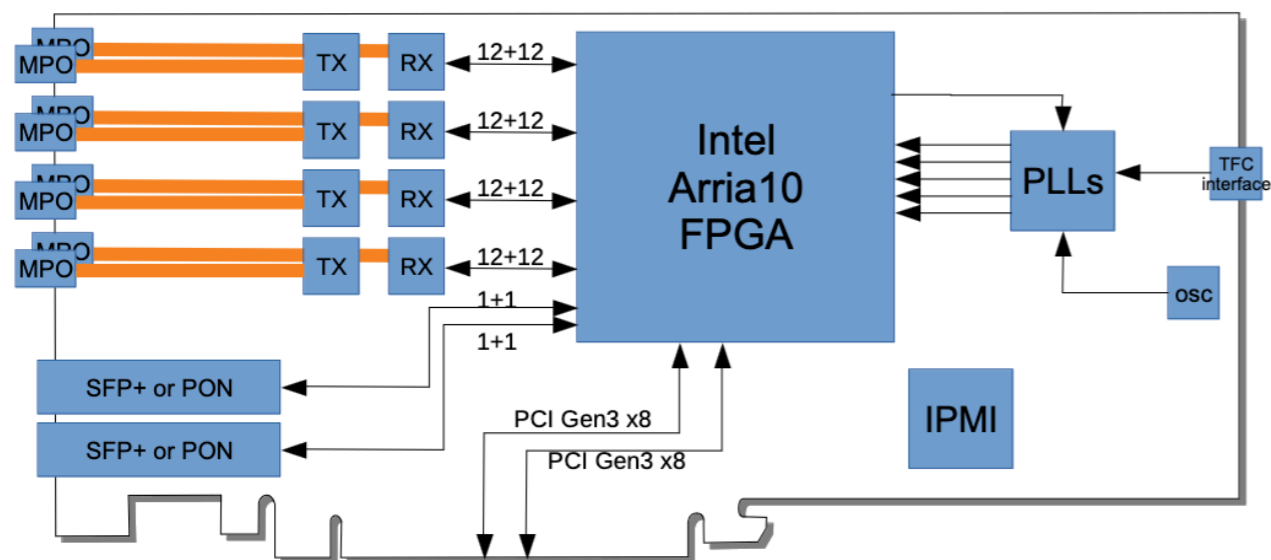 MPO
MPO
TX
RX
12+12
MPO
MPO
TX
RX
12+12
MPO
MPO
TX
RX
12+12
MPO
MPO
TX
RX
12+12
1+1
1+1
Intel
Arria10
FPGA
PLLs
TFC
interface
osc
SFP+ or PON
SFP+ or PON
PCI Gen3 x8
PCI Gen3 x8
IPMI